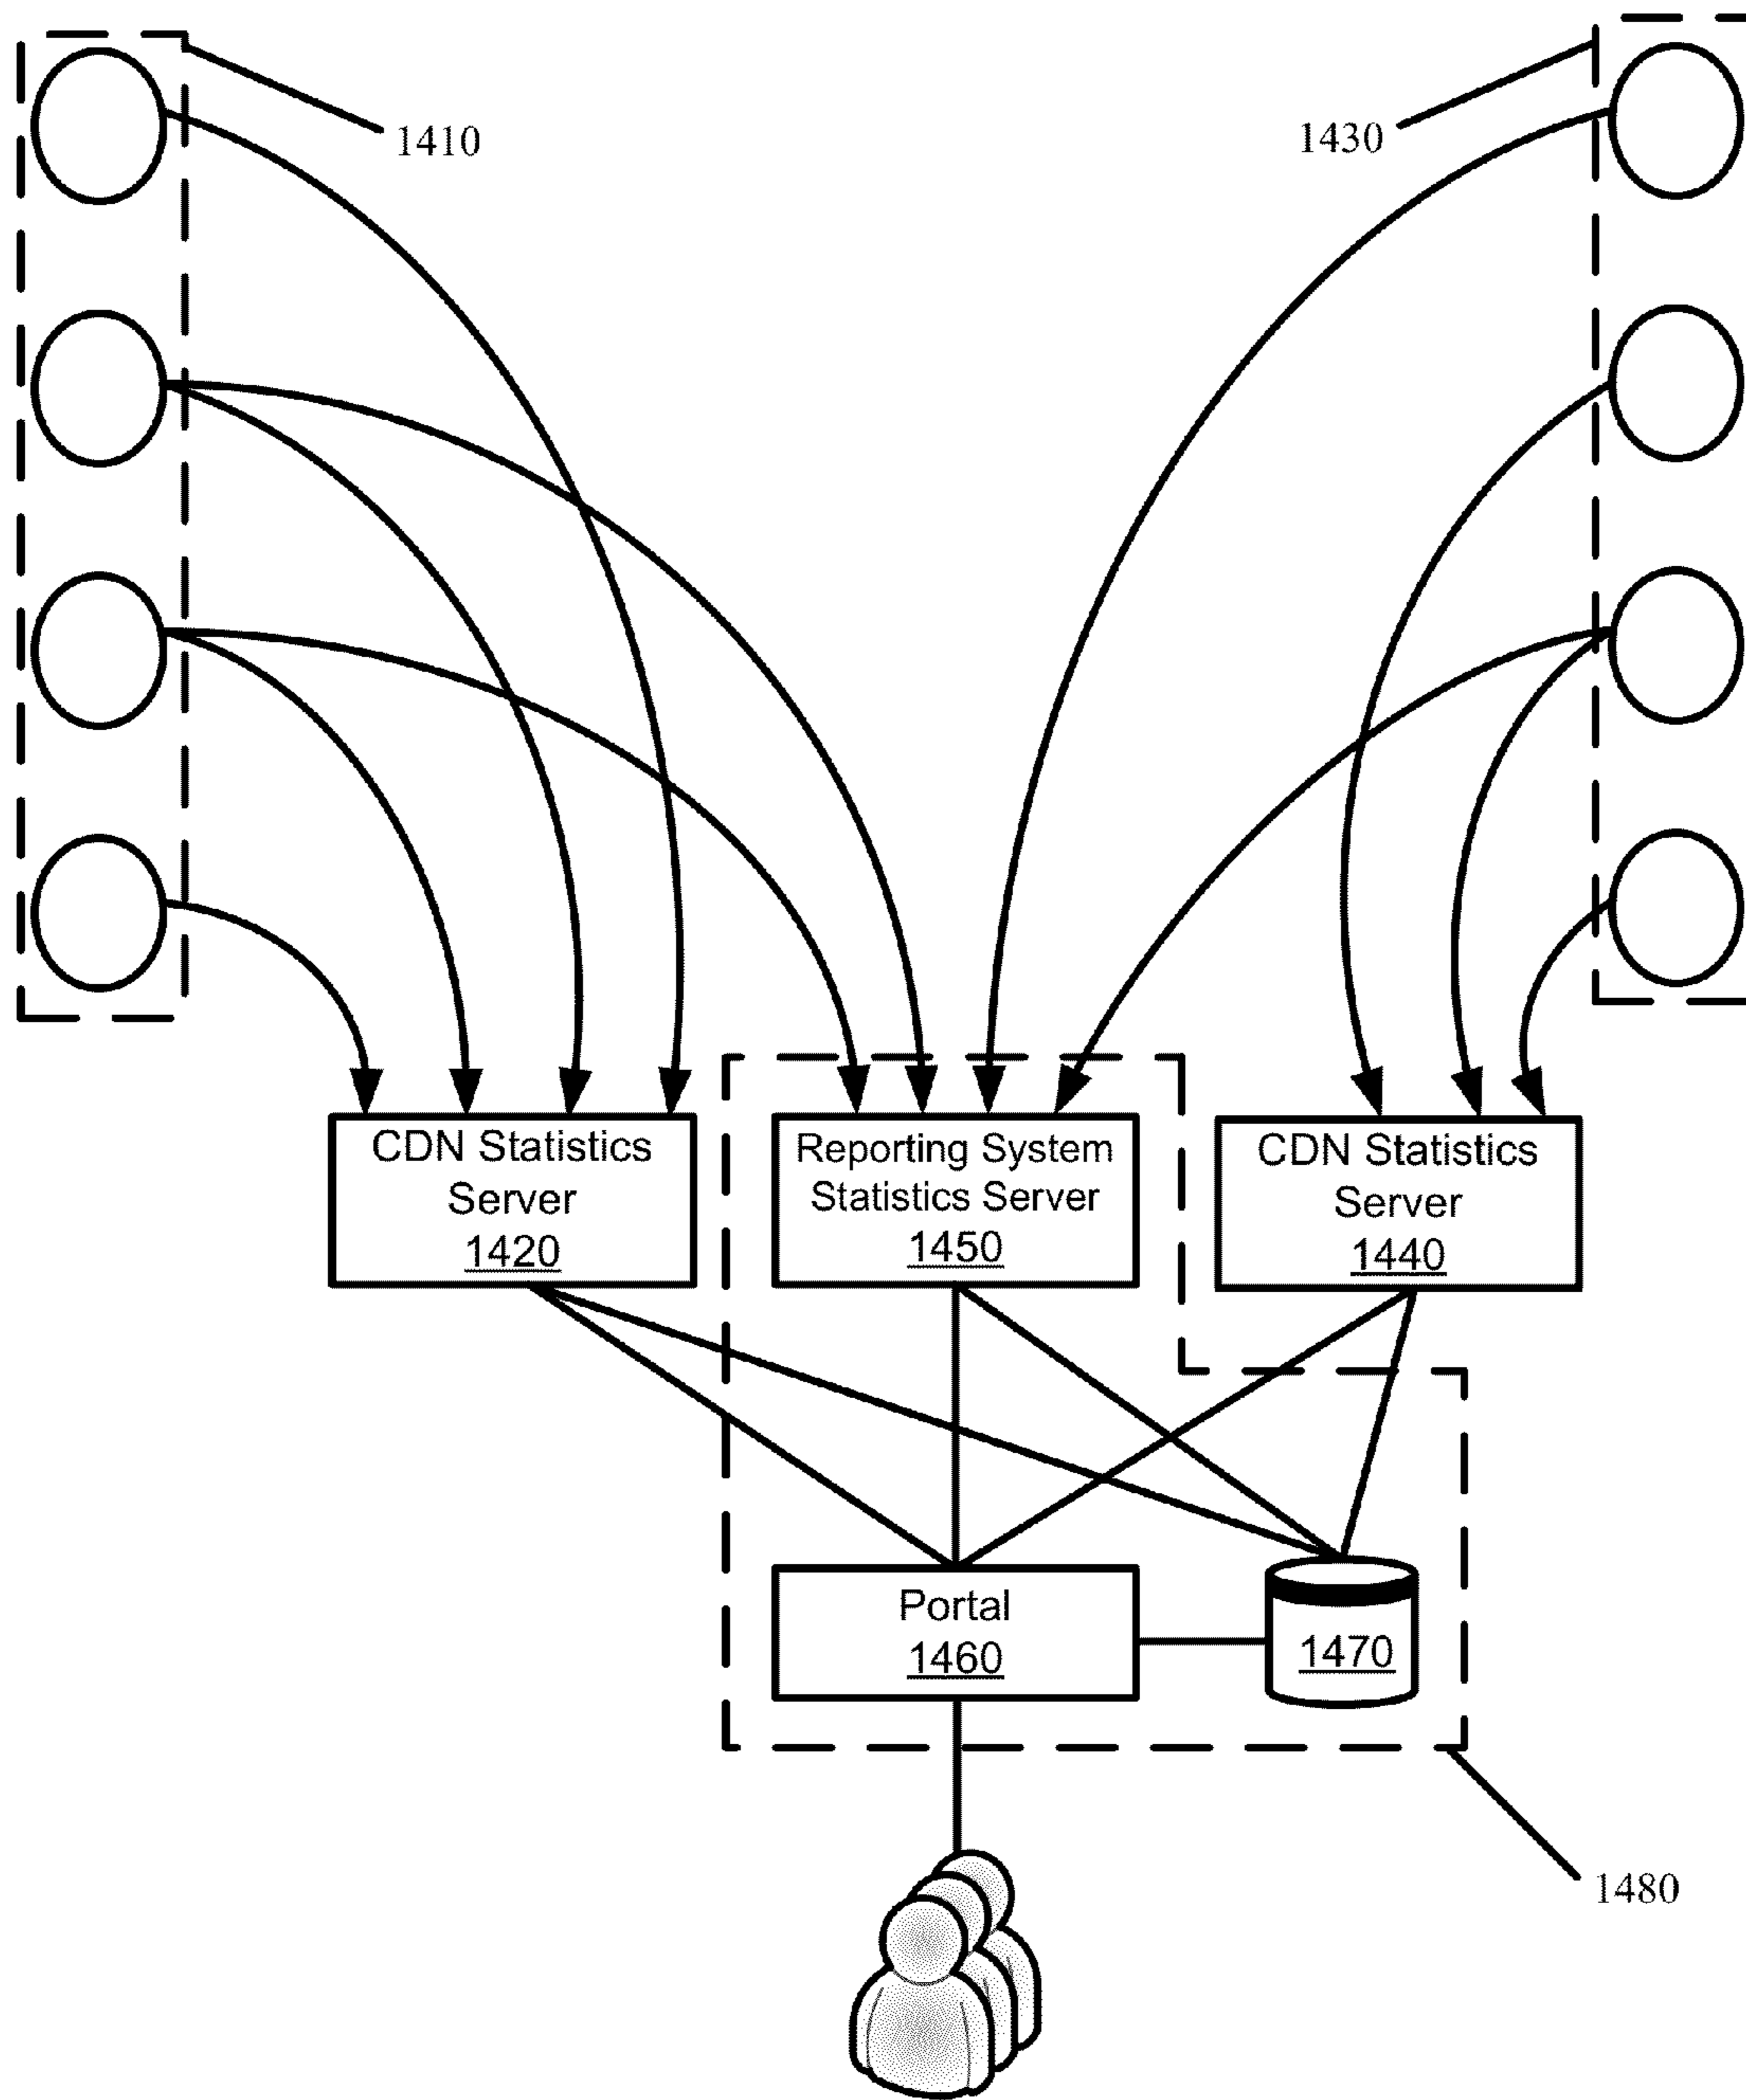 1410
1430
CDN Statistics
Server
1420
Reporting System
Statistics Server
1450
CDN Statistics
Server
1440
Portal
1460
1470
1480